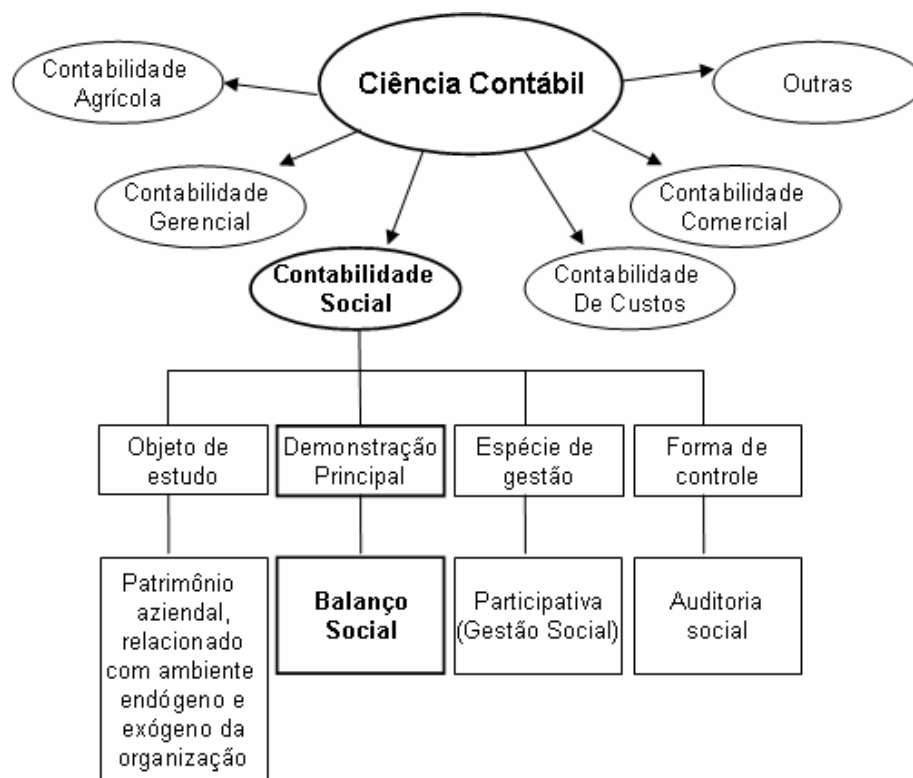 Ciência Contábil
Contabilidade
Agrícola
Outras
Contabilidade
Gerencial
Contabilidade
Comercial
Contabilidade
Social
Contabilidade
De Custos
Objeto de
estudo
Demonstração
Principal
Espécie de
gestão
Forma de
controle
Patrimônio
aziendal,
relacionado
com ambiente
endógeno e
exógeno da
organização
Balanço
Social
Participativa
(Gestão Social)
Auditoria
social